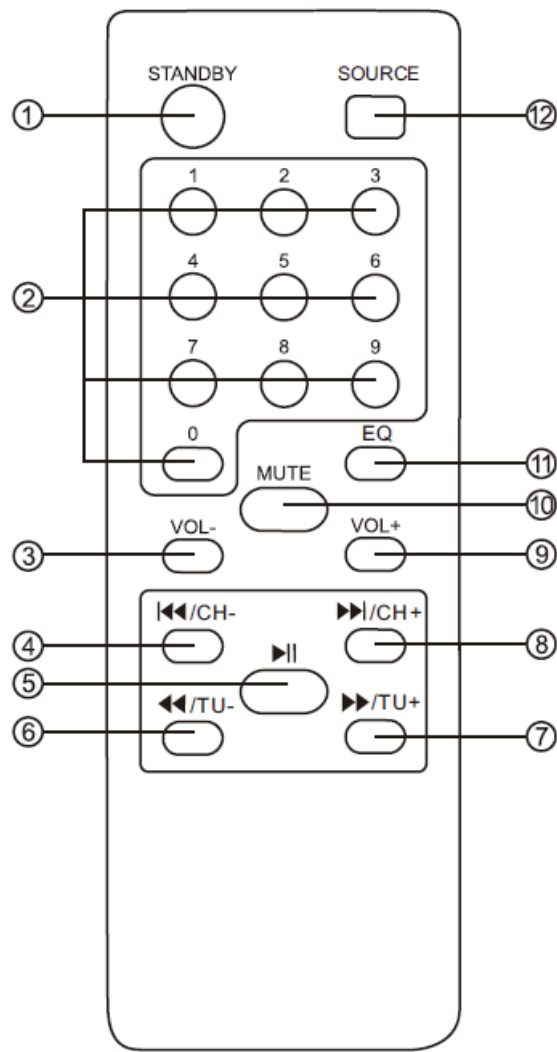 STANDBY SOURCE
① ⑫
1 2 3
4 5 6
②
7 8 9
0 EQ
⑪
MUTE
⑩
VOL- VOL+
③ ⑨
|◀◀/CH- ▶▶|/CH+
④ ⑧
▶||
⑤
◀◀/TU- ▶▶/TU+
⑥ ⑦